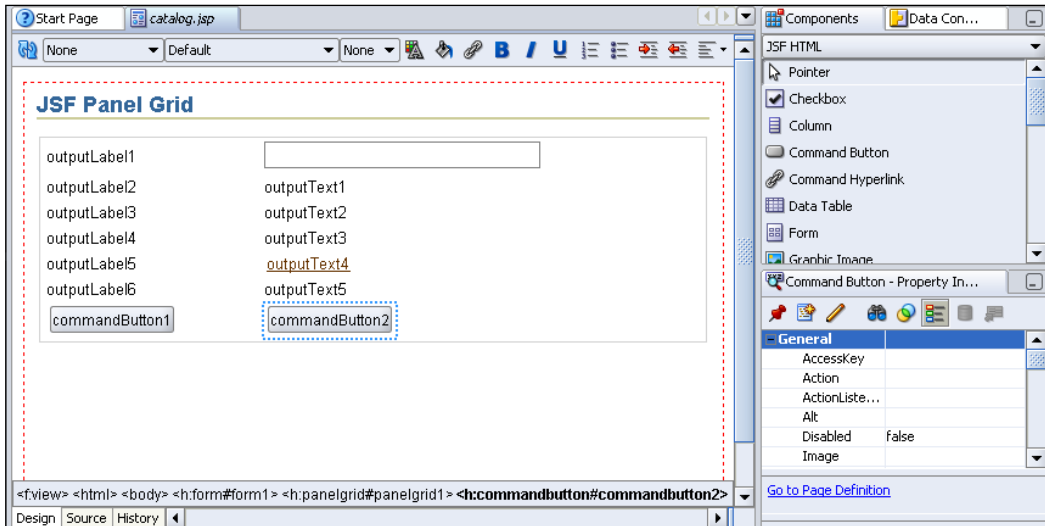 Start Page
catalog.jsp
Components
Data Con...
None
Default
None
B I U
JSF HTML
Pointer
Checkbox
Column
Command Button
Command Hyperlink
Data Table
Form
Graphic Image
JSF Panel Grid
outputLabel1
outputLabel2 outputText1
outputLabel3 outputText2
outputLabel4 outputText3
outputLabel5 outputText4
outputLabel6 outputText5
commandButton1 commandButton2
Command Button - Property In...
General
AccessKey
Action
ActionListe...
Alt
Disabled false
Image
<f:view> <html> <body> <h:form#form1> <h:panelgrid#panelgrid1> <h:commandbutton#commandbutton2>
Go to Page Definition
Design Source History